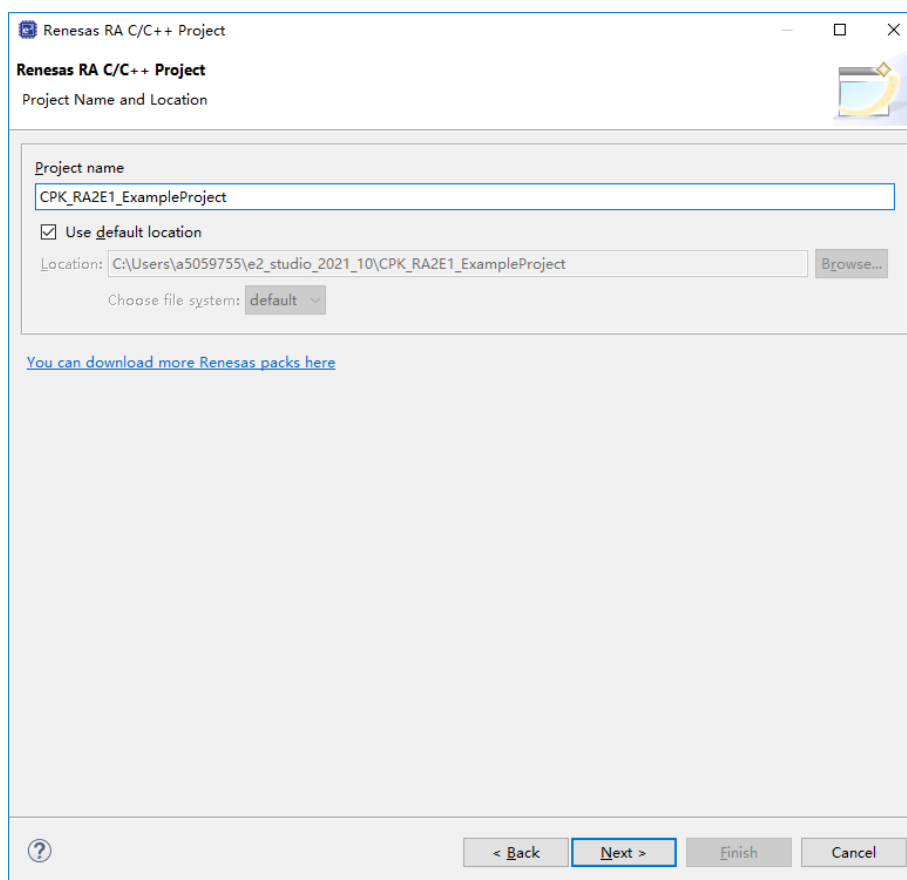 Renesas RA C/C++ Project
Renesas RA C/C++ Project
Project Name and Location
Project name
CPK_RA2E1_ExampleProject
Use default location
Location: C:\Users\a5059755\e2_studio_2021_10\CPK_RA2E1_ExampleProject Browse...
Choose file system: default
You can download more Renesas packs here
? < Back Next > Finish Cancel